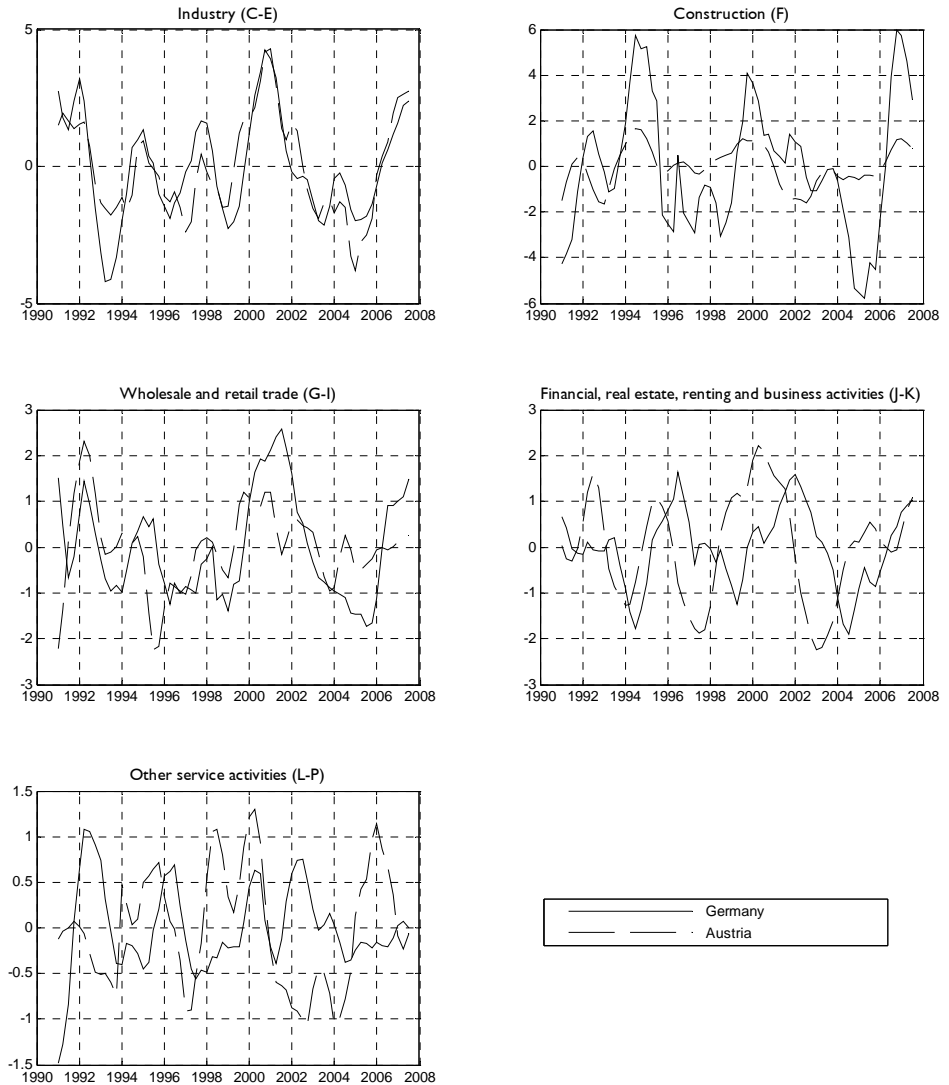 Industry (C-E)
5
0
-5
1990 1992 1994 1996 1998 2000 2002 2004 2006 2008
Construction (F)
6
4
2
0
-2
-4
-6
1990 1992 1994 1996 1998 2000 2002 2004 2006 2008
Wholesale and retail trade (G-I)
3
2
1
0
-1
-2
-3
1990 1992 1994 1996 1998 2000 2002 2004 2006 2008
Financial, real estate, renting and business activities (J-K)
3
2
1
0
-1
-2
-3
1990 1992 1994 1996 1998 2000 2002 2004 2006 2008
Other service activities (L-P)
1.5
1
0.5
0
-0.5
-1
-1.5
1990 1992 1994 1996 1998 2000 2002 2004 2006 2008
Germany
Austria